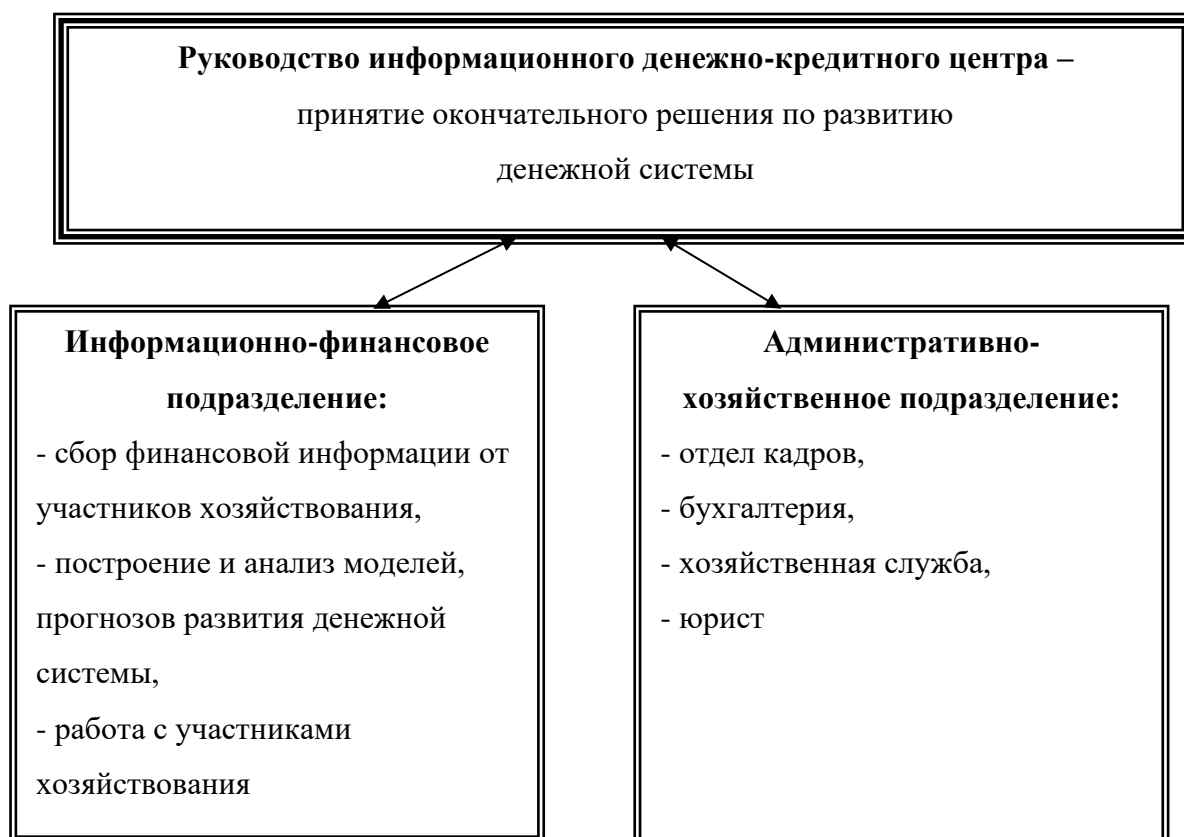 Руководство информационного денежно-кредитного центра –
принятие окончательного решения по развитию
денежной системы
Информационно-финансовое
подразделение:
- сбор финансовой информации от
участников хозяйствования,
- построение и анализ моделей,
прогнозов развития денежной
системы,
- работа с участниками
хозяйствования
Административно-
хозяйственное подразделение:
- отдел кадров,
- бухгалтерия,
- хозяйственная служба,
- юрист